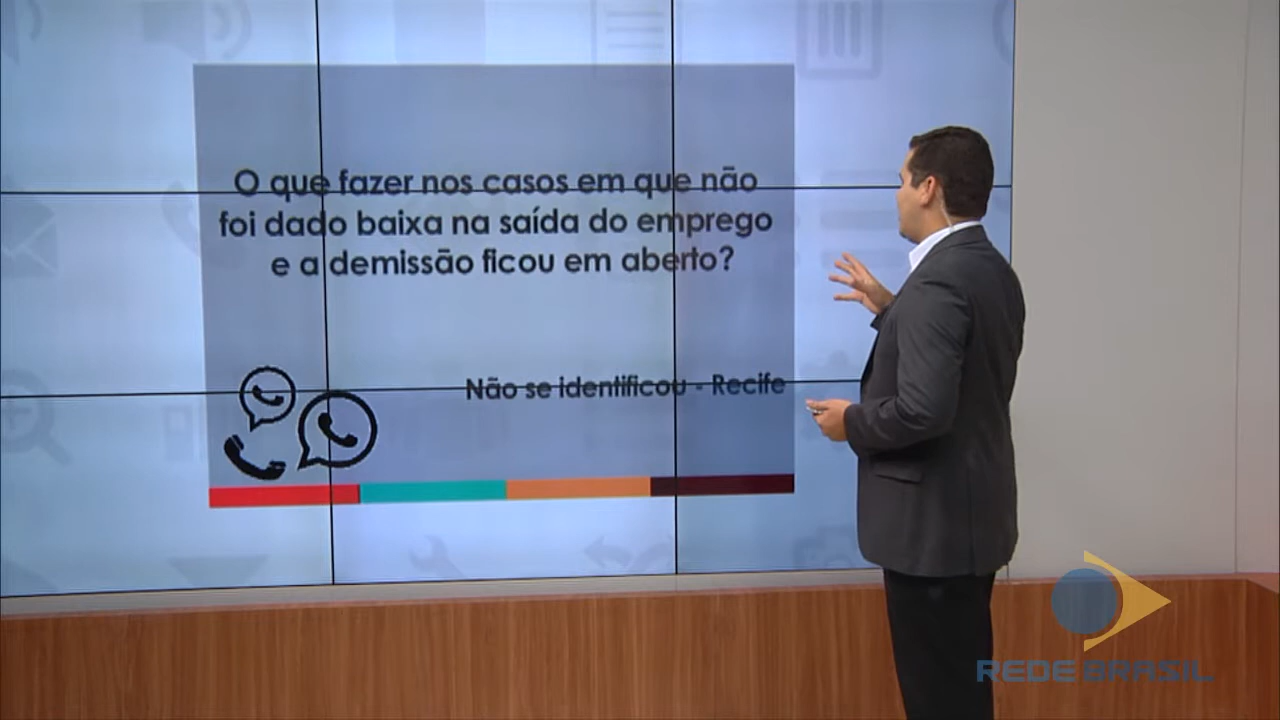 O que fazer nos casos em que não
foi dado baixa na saída do emprego
e a demissão ficou em aberto?
Não se identificou - Recife
REDE BRASIL